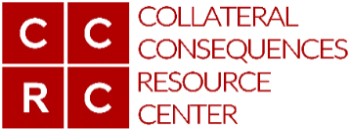 C C
R C
COLLATERAL
CONSEQUENCES
RESOURCE
CENTER